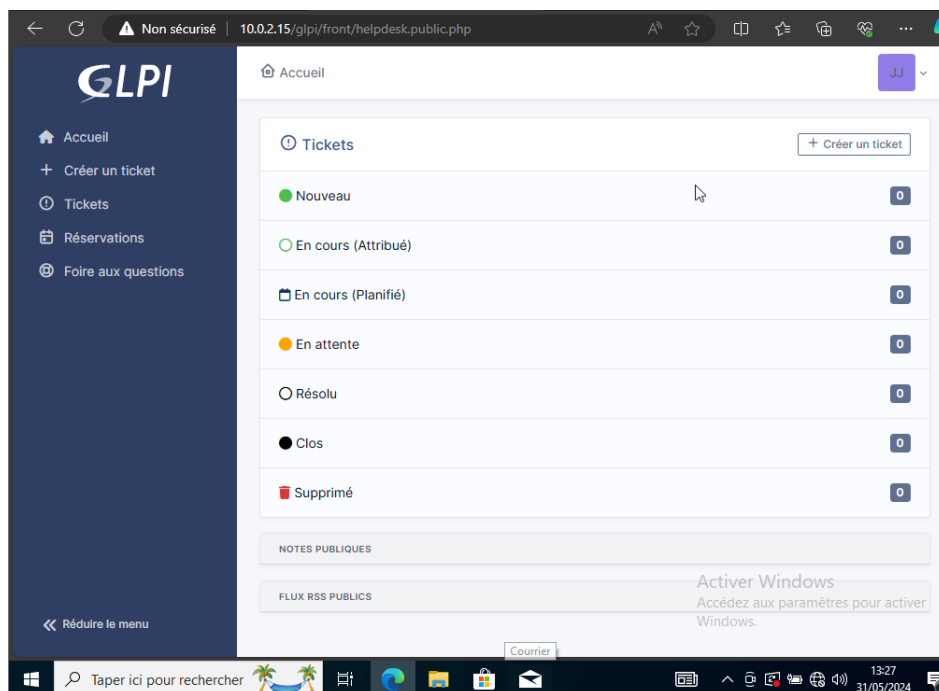 Non sécurisé | 10.0.2.15/glpi/front/helpdesk.public.php
GLPI
Accueil
JJ
Accueil
Créer un ticket
Tickets
Réservations
Foire aux questions
Réduire le menu
Tickets
+ Créer un ticket
Nouveau 0
En cours (Attribué) 0
En cours (Planifié) 0
En attente 0
Résolu 0
Clos 0
Supprimé 0
NOTES PUBLIQUES
FLUX RSS PUBLICS
Activer Windows
Accédez aux paramètres pour activer
Windows.
Courrier
Taper ici pour rechercher
13:27
31/05/2024